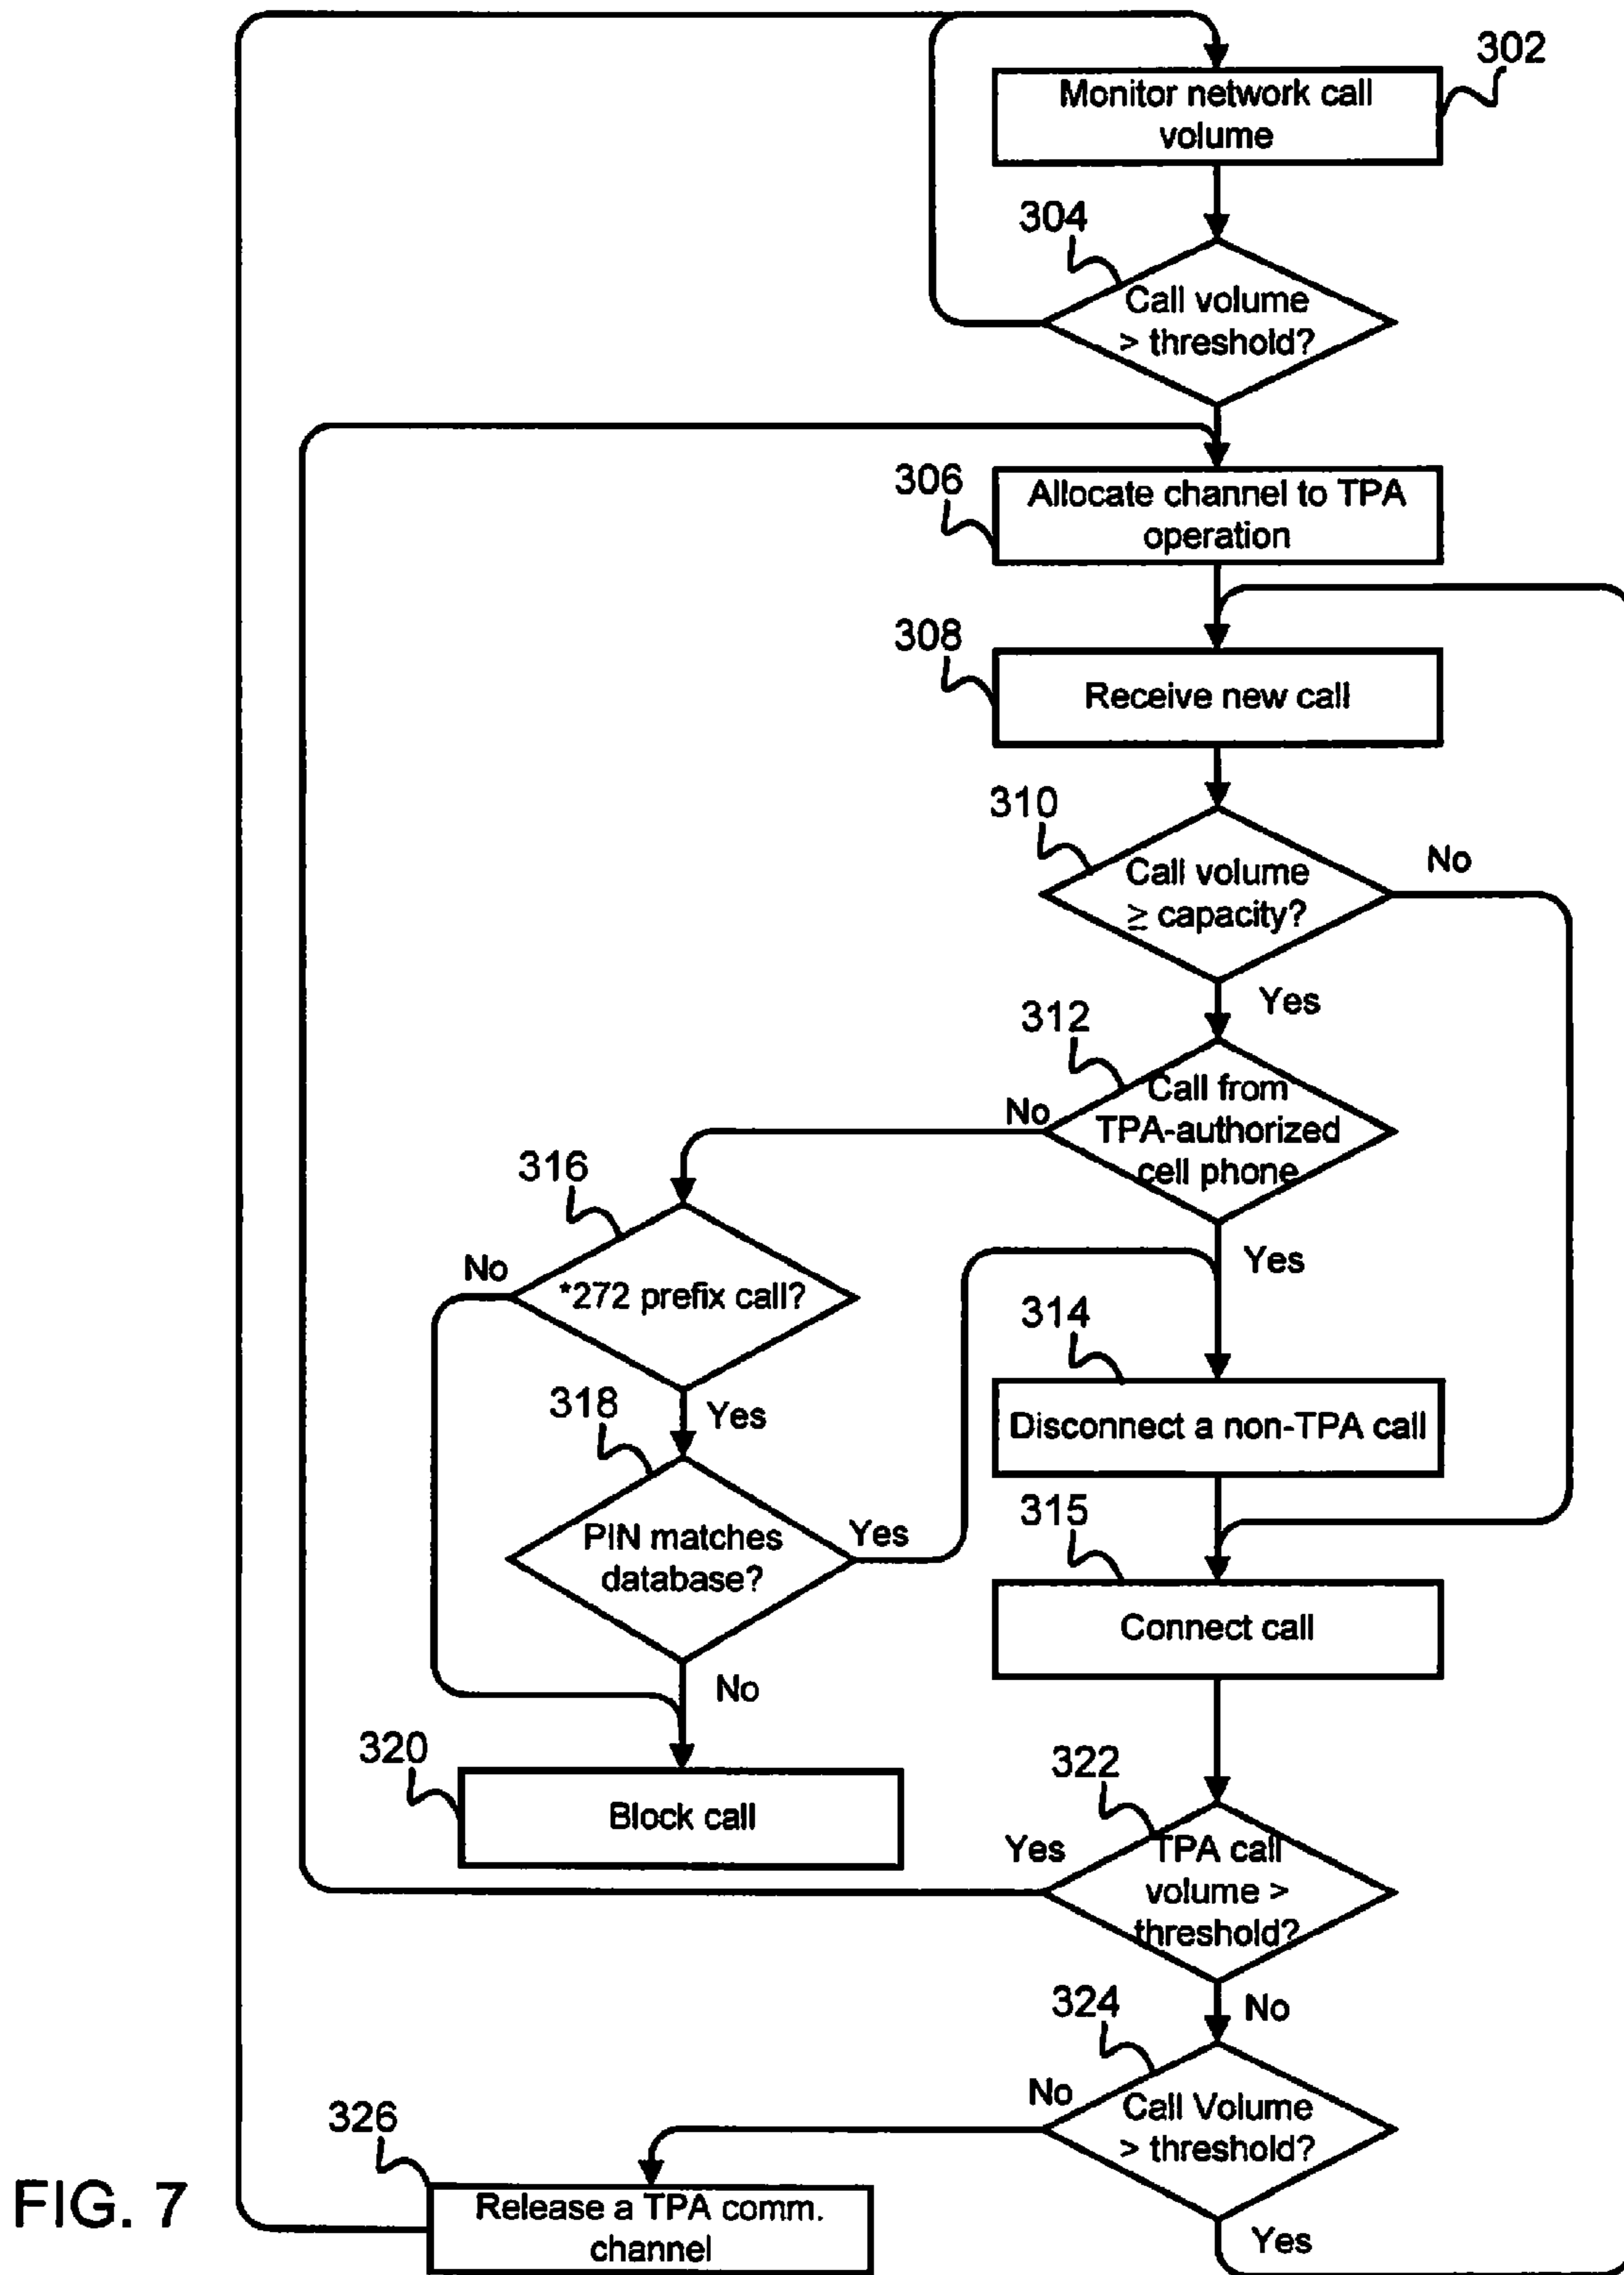 302
Monitor network call
volume
304
Call volume
> threshold?
306
Allocate channel to TPA
operation
308
Receive new call
310
Call volume
≥ capacity?
No
Yes
312
Call from
TPA-authorized
cell phone
No
Yes
316
*272 prefix call?
No
Yes
314
Disconnect a non-TPA call
318
PIN matches
database?
Yes
No
315
Connect call
320
Block call
322
TPA call
volume >
threshold?
Yes
No
324
Call Volume
> threshold?
No
Yes
326
Release a TPA comm.
channel
FIG. 7